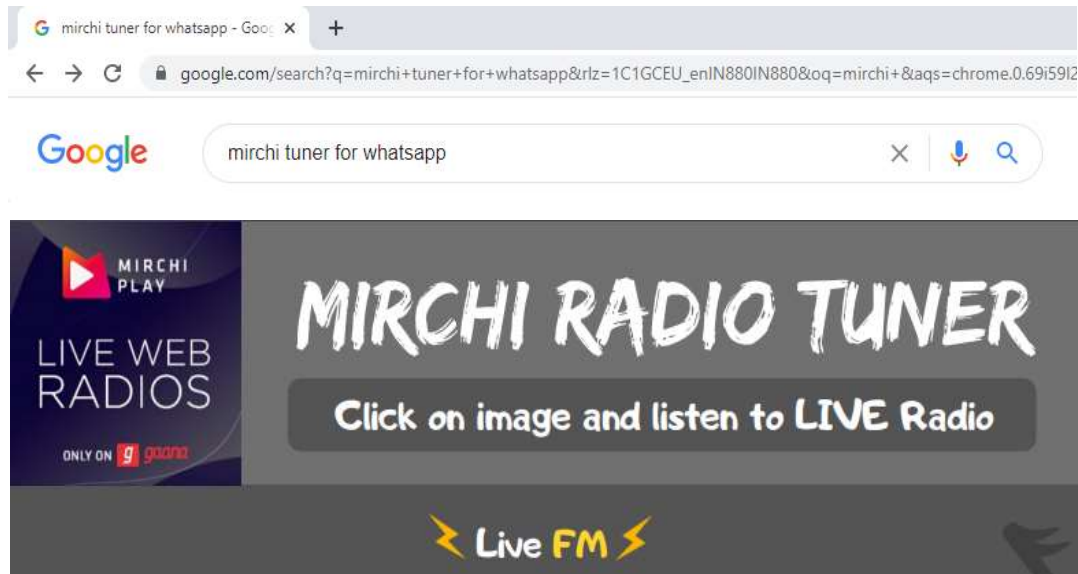 mirchi tuner for whatsapp - Goo
google.com/search?q=mirchi+tuner+for+whatsapp&rlz=1C1GCEU_enIN880IN880&oq=mirchi+&aqs=chrome.0.69i59l2
Google
mirchi tuner for whatsapp
MIRCHI
PLAY
LIVE WEB
RADIOS
ONLY ON g gaana
MIRCHI RADIO TUNER
Click on image and listen to LIVE Radio
Live FM